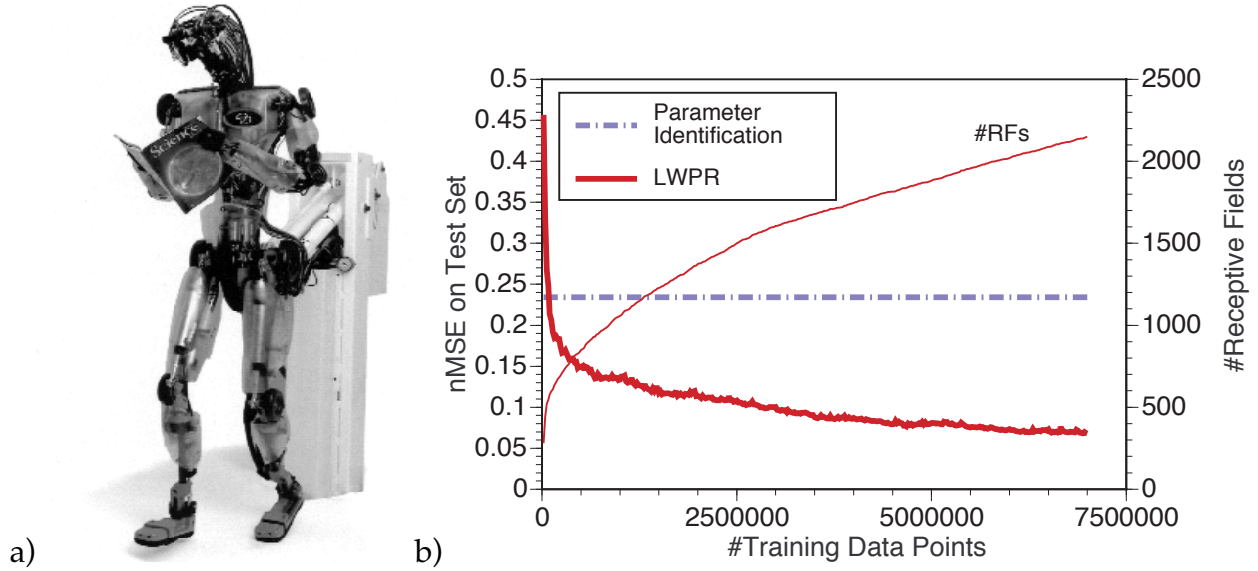 Science
a)
b)
0.5
0.45
0.4
0.35
0.3
0.25
0.2
0.15
0.1
0.05
0
nMSE on Test Set
Parameter
Identification
LWPR
#RFs
2500
2000
1500
1000
500
0
#Receptive Fields
0
2500000
5000000
7500000
#Training Data Points